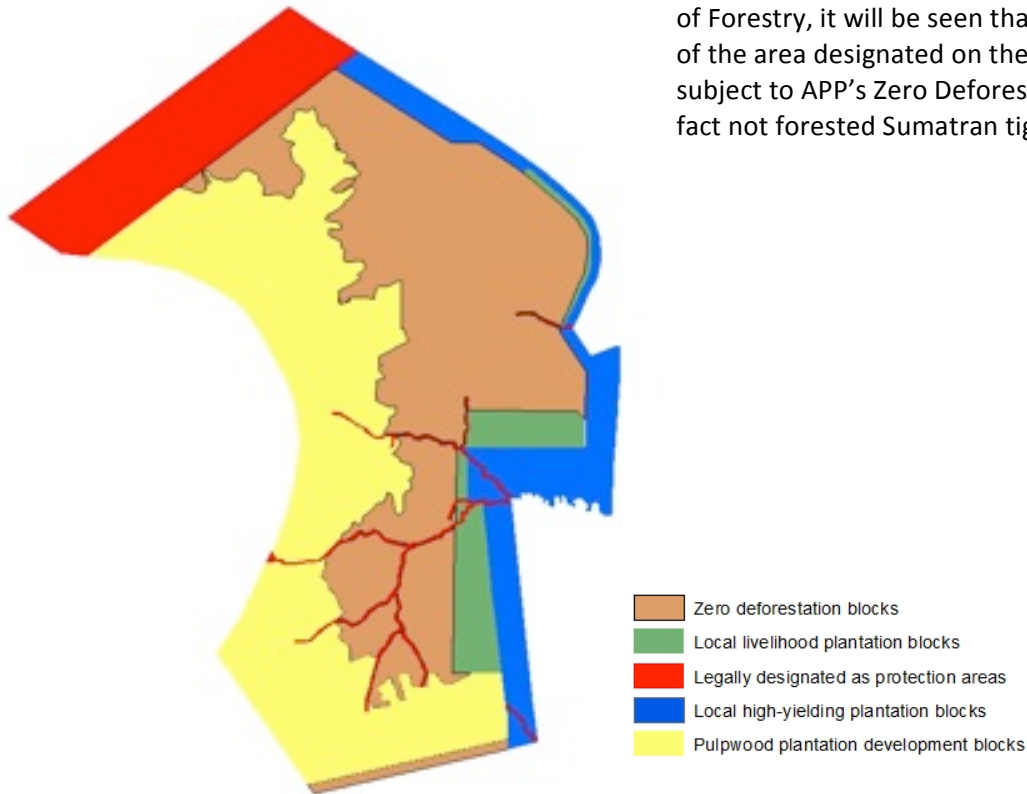 of Forestry, it will be seen tha
of the area designated on the
subject to APP’s Zero Defores
fact not forested Sumatran tig
Zero deforestation blocks
Local livelihood plantation blocks
Legally designated as protection areas
Local high-yielding plantation blocks
Pulpwood plantation development blocks